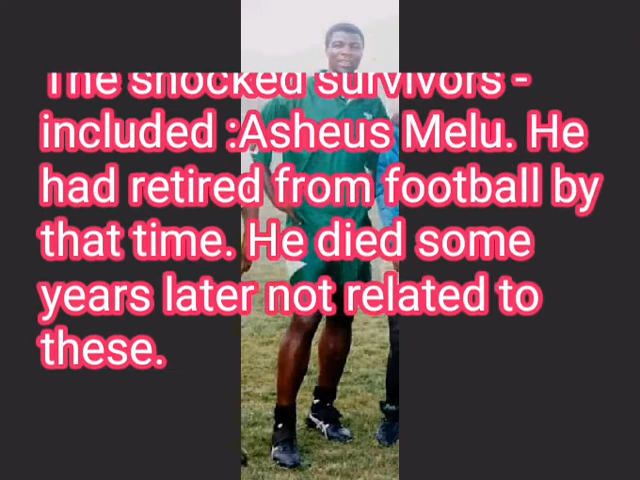 The shocked survivors -
included :Asheus Melu. He
had retired from football by
that time. He died some
years later not related to
these.